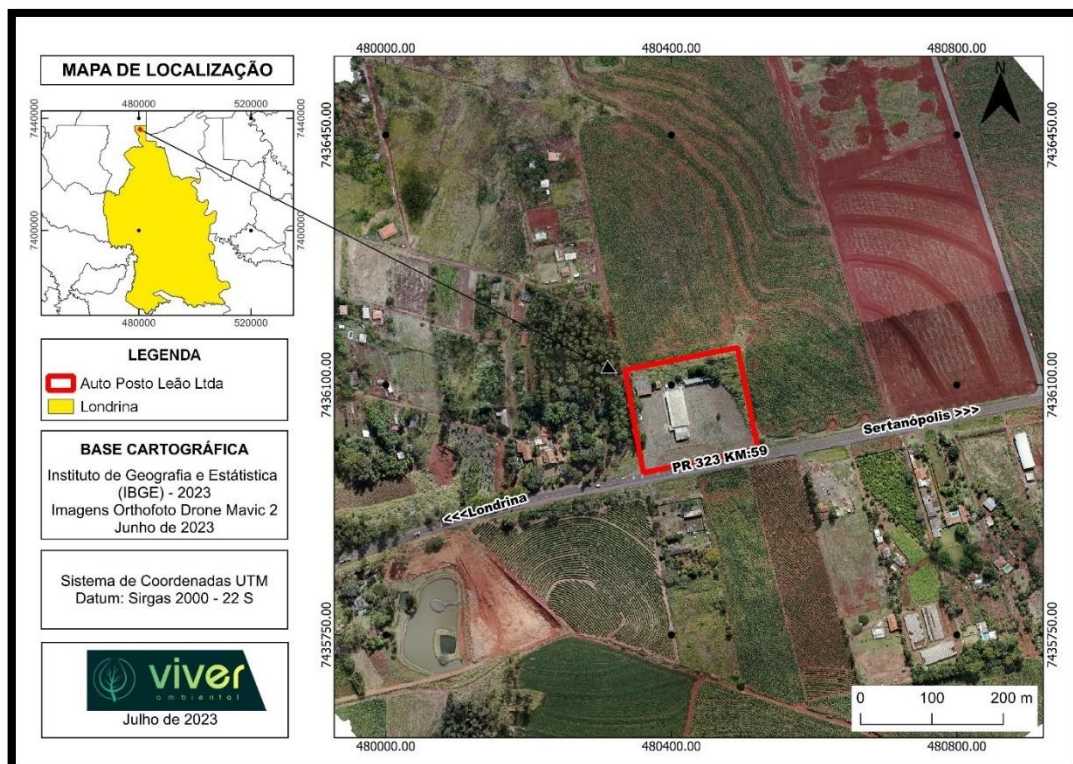 MAPA DE LOCALIZAÇÃO
480000 520000
7440000 7440000
7400000 7400000
480000 520000
LEGENDA
Auto Posto Leão Ltda
Londrina
BASE CARTOGRÁFICA
Instituto de Geografia e Estátistica
(IBGE) - 2023
Imagens Orthofoto Drone Mavic 2
Junho de 2023
Sistema de Coordenadas UTM
Datum: Sirgas 2000 - 22 S
viver
ambiental
Julho de 2023
480000.00 480400.00 480800.00
N
7436450.00 7436450.00
7436100.00 7436100.00
Sertanópolis >>>
PR 323 KM:59
<<<Londrina
7435750.00 7435750.00
0 100 200 m
480000.00 480400.00 480800.00